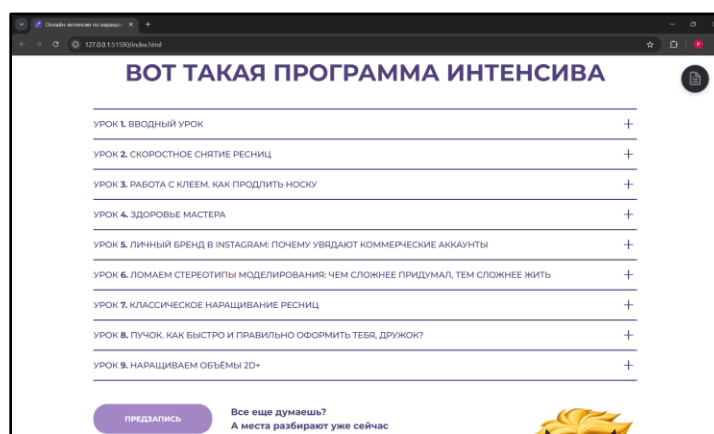 Онлайн-интенсив по наращи
127.0.0.1:51590/index.html
ВОТ ТАКАЯ ПРОГРАММА ИНТЕНСИВА
УРОК 1. ВВОДНЫЙ УРОК
УРОК 2. СКОРОСТНОЕ СНЯТИЕ РЕСНИЦ
УРОК 3. РАБОТА С КЛЕЕМ. КАК ПРОДЛИТЬ НОСКУ
УРОК 4. ЗДОРОВЬЕ МАСТЕРА
УРОК 5. ЛИЧНЫЙ БРЕНД В INSTAGRAM: ПОЧЕМУ УВЯДАЮТ КОММЕРЧЕСКИЕ АККАУНТЫ
УРОК 6. ЛОМАЕМ СТЕРЕОТИПЫ МОДЕЛИРОВАНИЯ: ЧЕМ СЛОЖНЕЕ ПРИДУМАЛ, ТЕМ СЛОЖНЕЕ ЖИТЬ
УРОК 7. КЛАССИЧЕСКОЕ НАРАЩИВАНИЕ РЕСНИЦ
УРОК 8. ПУЧОК. КАК БЫСТРО И ПРАВИЛЬНО ОФОРМИТЬ ТЕБЯ, ДРУЖОК?
УРОК 9. НАРАЩИВАЕМ ОБЪЁМЫ 2D+
ПРЕДЗАПИСЬ
Все еще думаешь?
А места разбирают уже сейчас